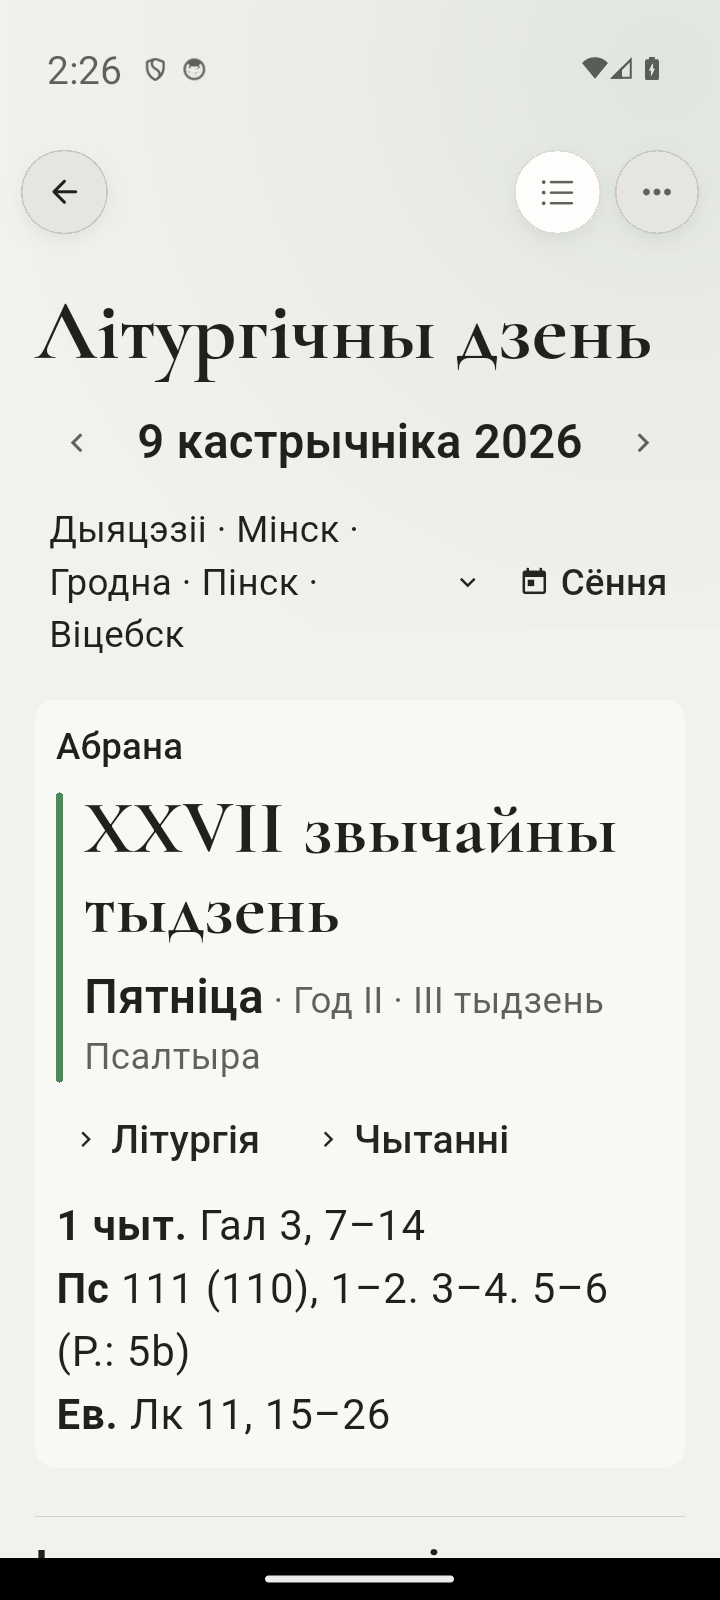 2:26
Літургічны дзень
9 кастрычніка 2026
Дыяцэзіі · Мінск ·
Гродна · Пінск ·
Віцебск
Сёння
Абрана
XXVII звычайны
тыдзень
Пятніца · Год II · III тыдзень
Псалтыра
Літургія Чытанні
1 чыт. Гал 3, 7–14
Пс 111 (110), 1–2. 3–4. 5–6
(Р.: 5b)
Ев. Лк 11, 15–26